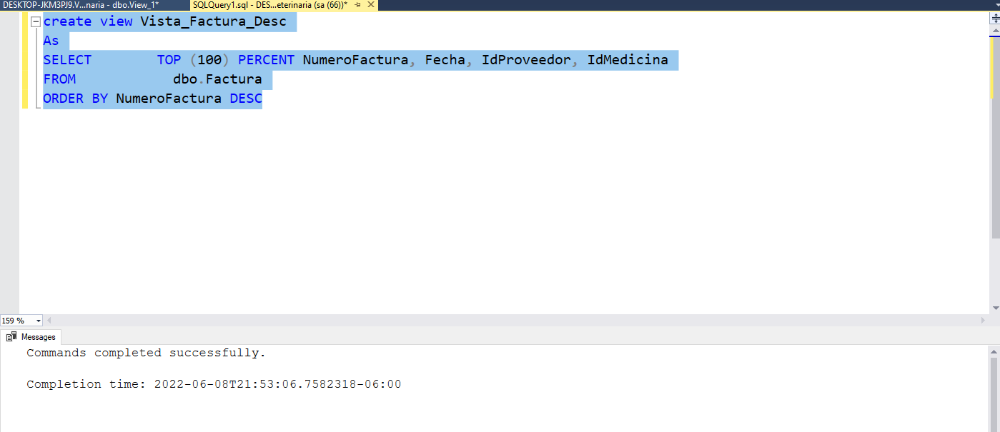 DESKTOP-JKM3PJ9.V...naria - dbo.View_1*
SQLQuery1.sql - DES...eterinaria (sa (66))*
create view Vista_Factura_Desc
As
SELECT TOP (100) PERCENT NumeroFactura, Fecha, IdProveedor, IdMedicina
FROM dbo.Factura
ORDER BY NumeroFactura DESC
159 %
Messages
Commands completed successfully.
Completion time: 2022-06-08T21:53:06.7582318-06:00